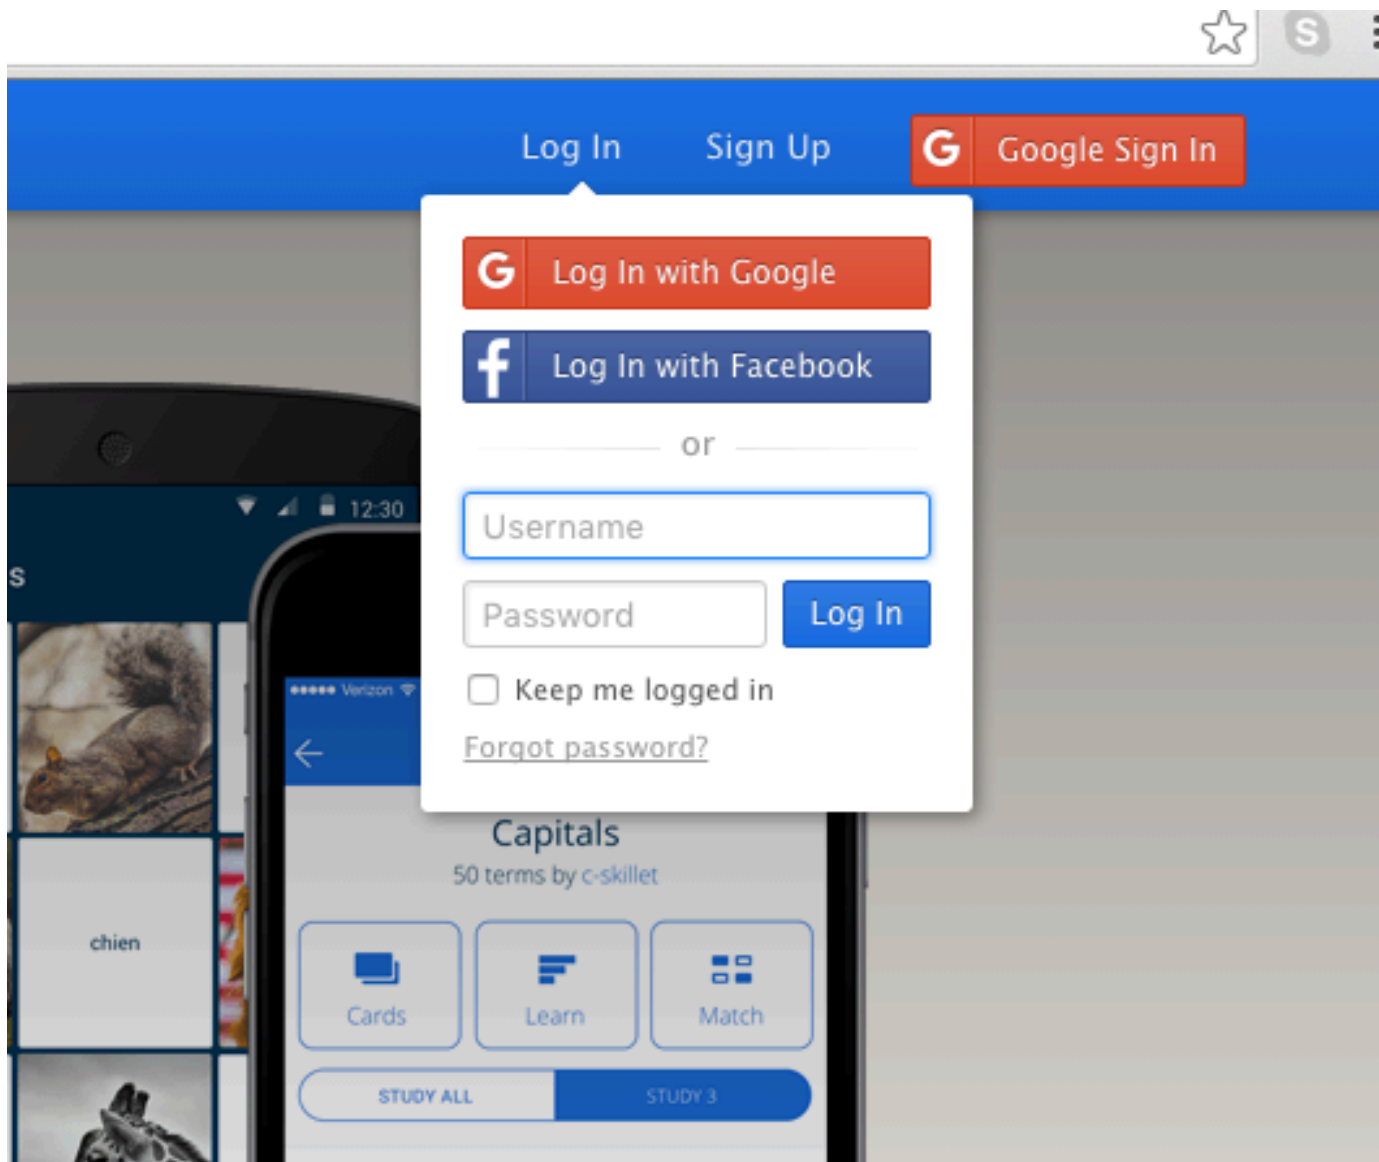 S
Log In
Sign Up
G Google Sign In
G Log In with Google
f Log In with Facebook
or
Username
Password
Log In
Keep me logged in
Forgot password?
12:30
s
chien
Verizon
Capitals
50 terms by c-skillet
Cards
Learn
Match
STUDY ALL
STUDY 3